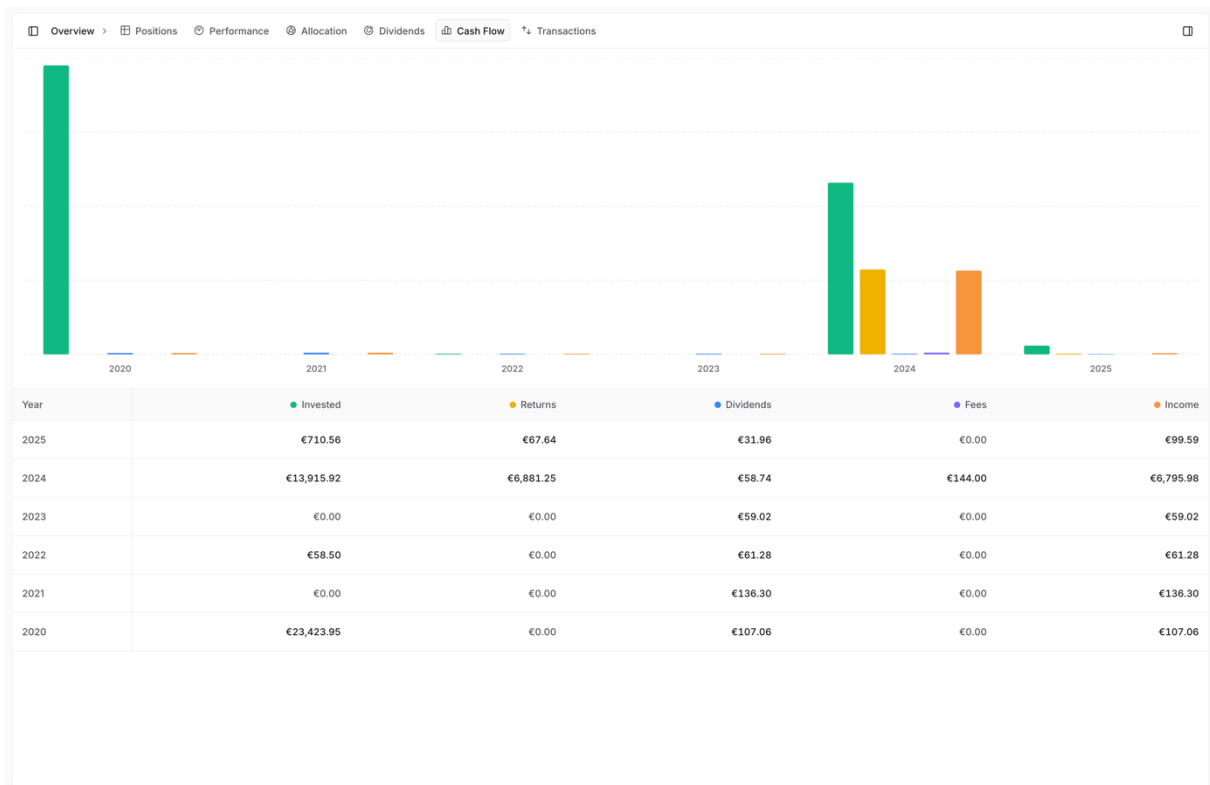 Overview > Positions Performance Allocation Dividends Cash Flow Transactions
2020 2021 2022 2023 2024 2025
Year Invested Returns Dividends Fees Income
2025 €710.56 €67.64 €31.96 €0.00 €99.59
2024 €13,915.92 €6,881.25 €58.74 €144.00 €6,795.98
2023 €0.00 €0.00 €59.02 €0.00 €59.02
2022 €58.50 €0.00 €61.28 €0.00 €61.28
2021 €0.00 €0.00 €136.30 €0.00 €136.30
2020 €23,423.95 €0.00 €107.06 €0.00 €107.06